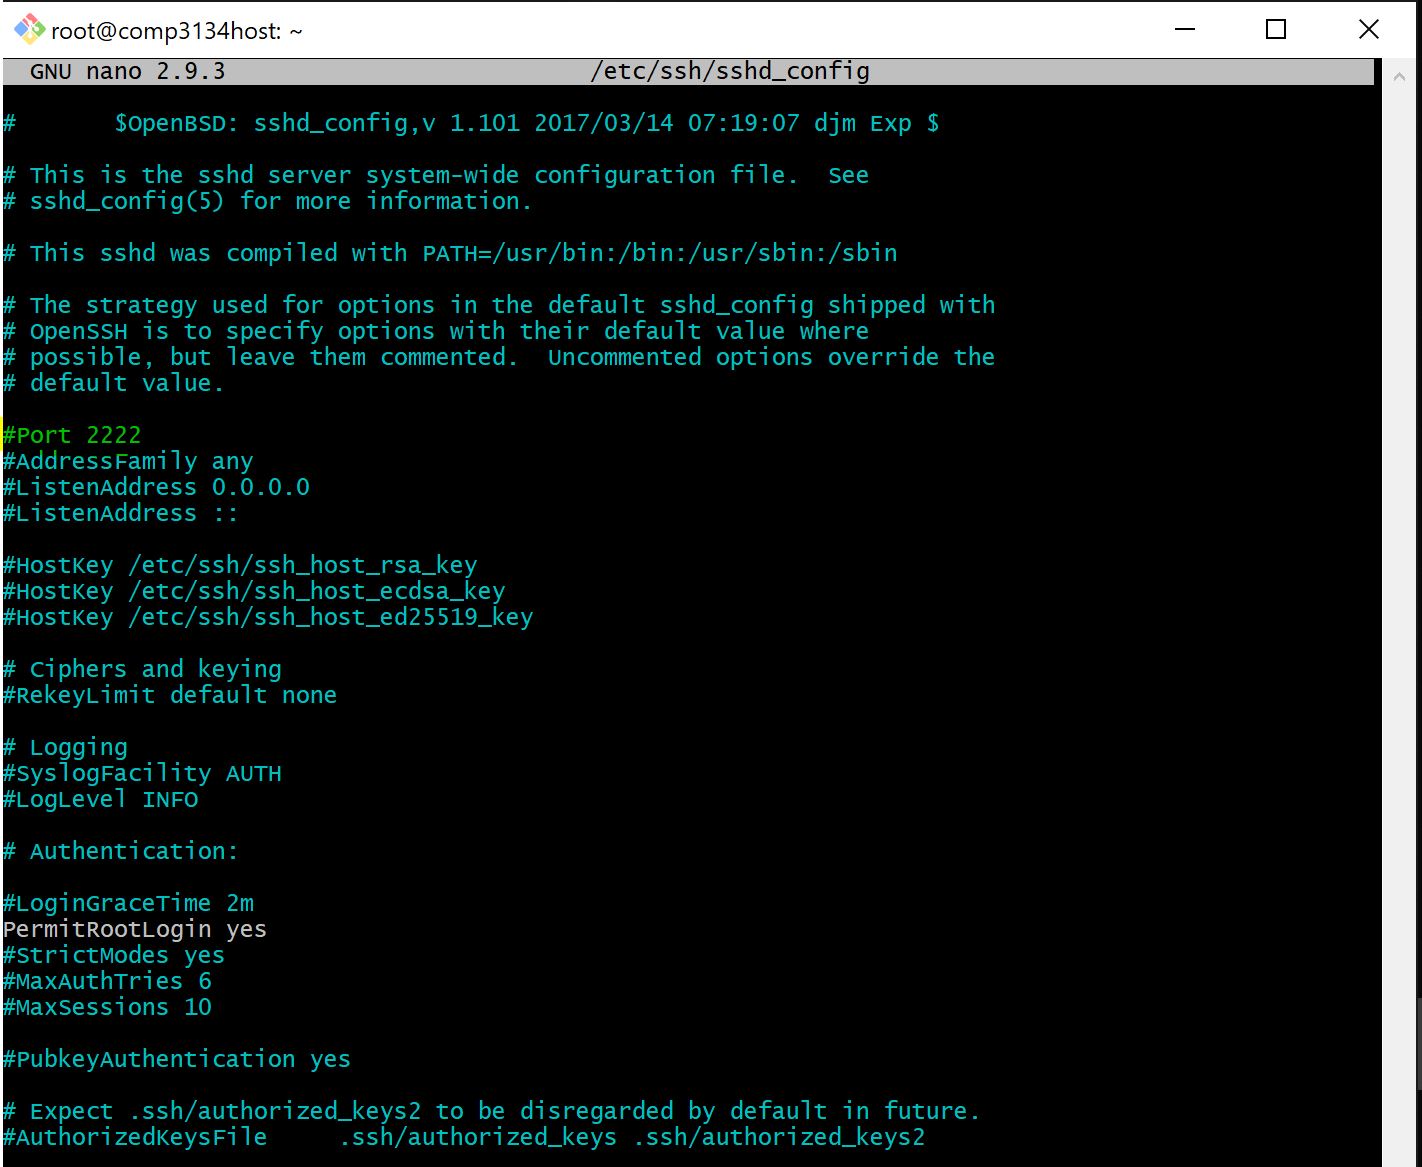 root@comp3134host: ~
GNU nano 2.9.3 /etc/ssh/sshd_config
# $OpenBSD: sshd_config,v 1.101 2017/03/14 07:19:07 djm Exp $
# This is the sshd server system-wide configuration file.  See
# sshd_config(5) for more information.
# This sshd was compiled with PATH=/usr/bin:/bin:/usr/sbin:/sbin
# The strategy used for options in the default sshd_config shipped with
# OpenSSH is to specify options with their default value where
# possible, but leave them commented.  Uncommented options override the
# default value.
#Port 2222
#AddressFamily any
#ListenAddress 0.0.0.0
#ListenAddress ::
#HostKey /etc/ssh/ssh_host_rsa_key
#HostKey /etc/ssh/ssh_host_ecdsa_key
#HostKey /etc/ssh/ssh_host_ed25519_key
# Ciphers and keying
#RekeyLimit default none
# Logging
#SyslogFacility AUTH
#LogLevel INFO
# Authentication:
#LoginGraceTime 2m
PermitRootLogin yes
#StrictModes yes
#MaxAuthTries 6
#MaxSessions 10
#PubkeyAuthentication yes
# Expect .ssh/authorized_keys2 to be disregarded by default in future.
#AuthorizedKeysFile     .ssh/authorized_keys .ssh/authorized_keys2